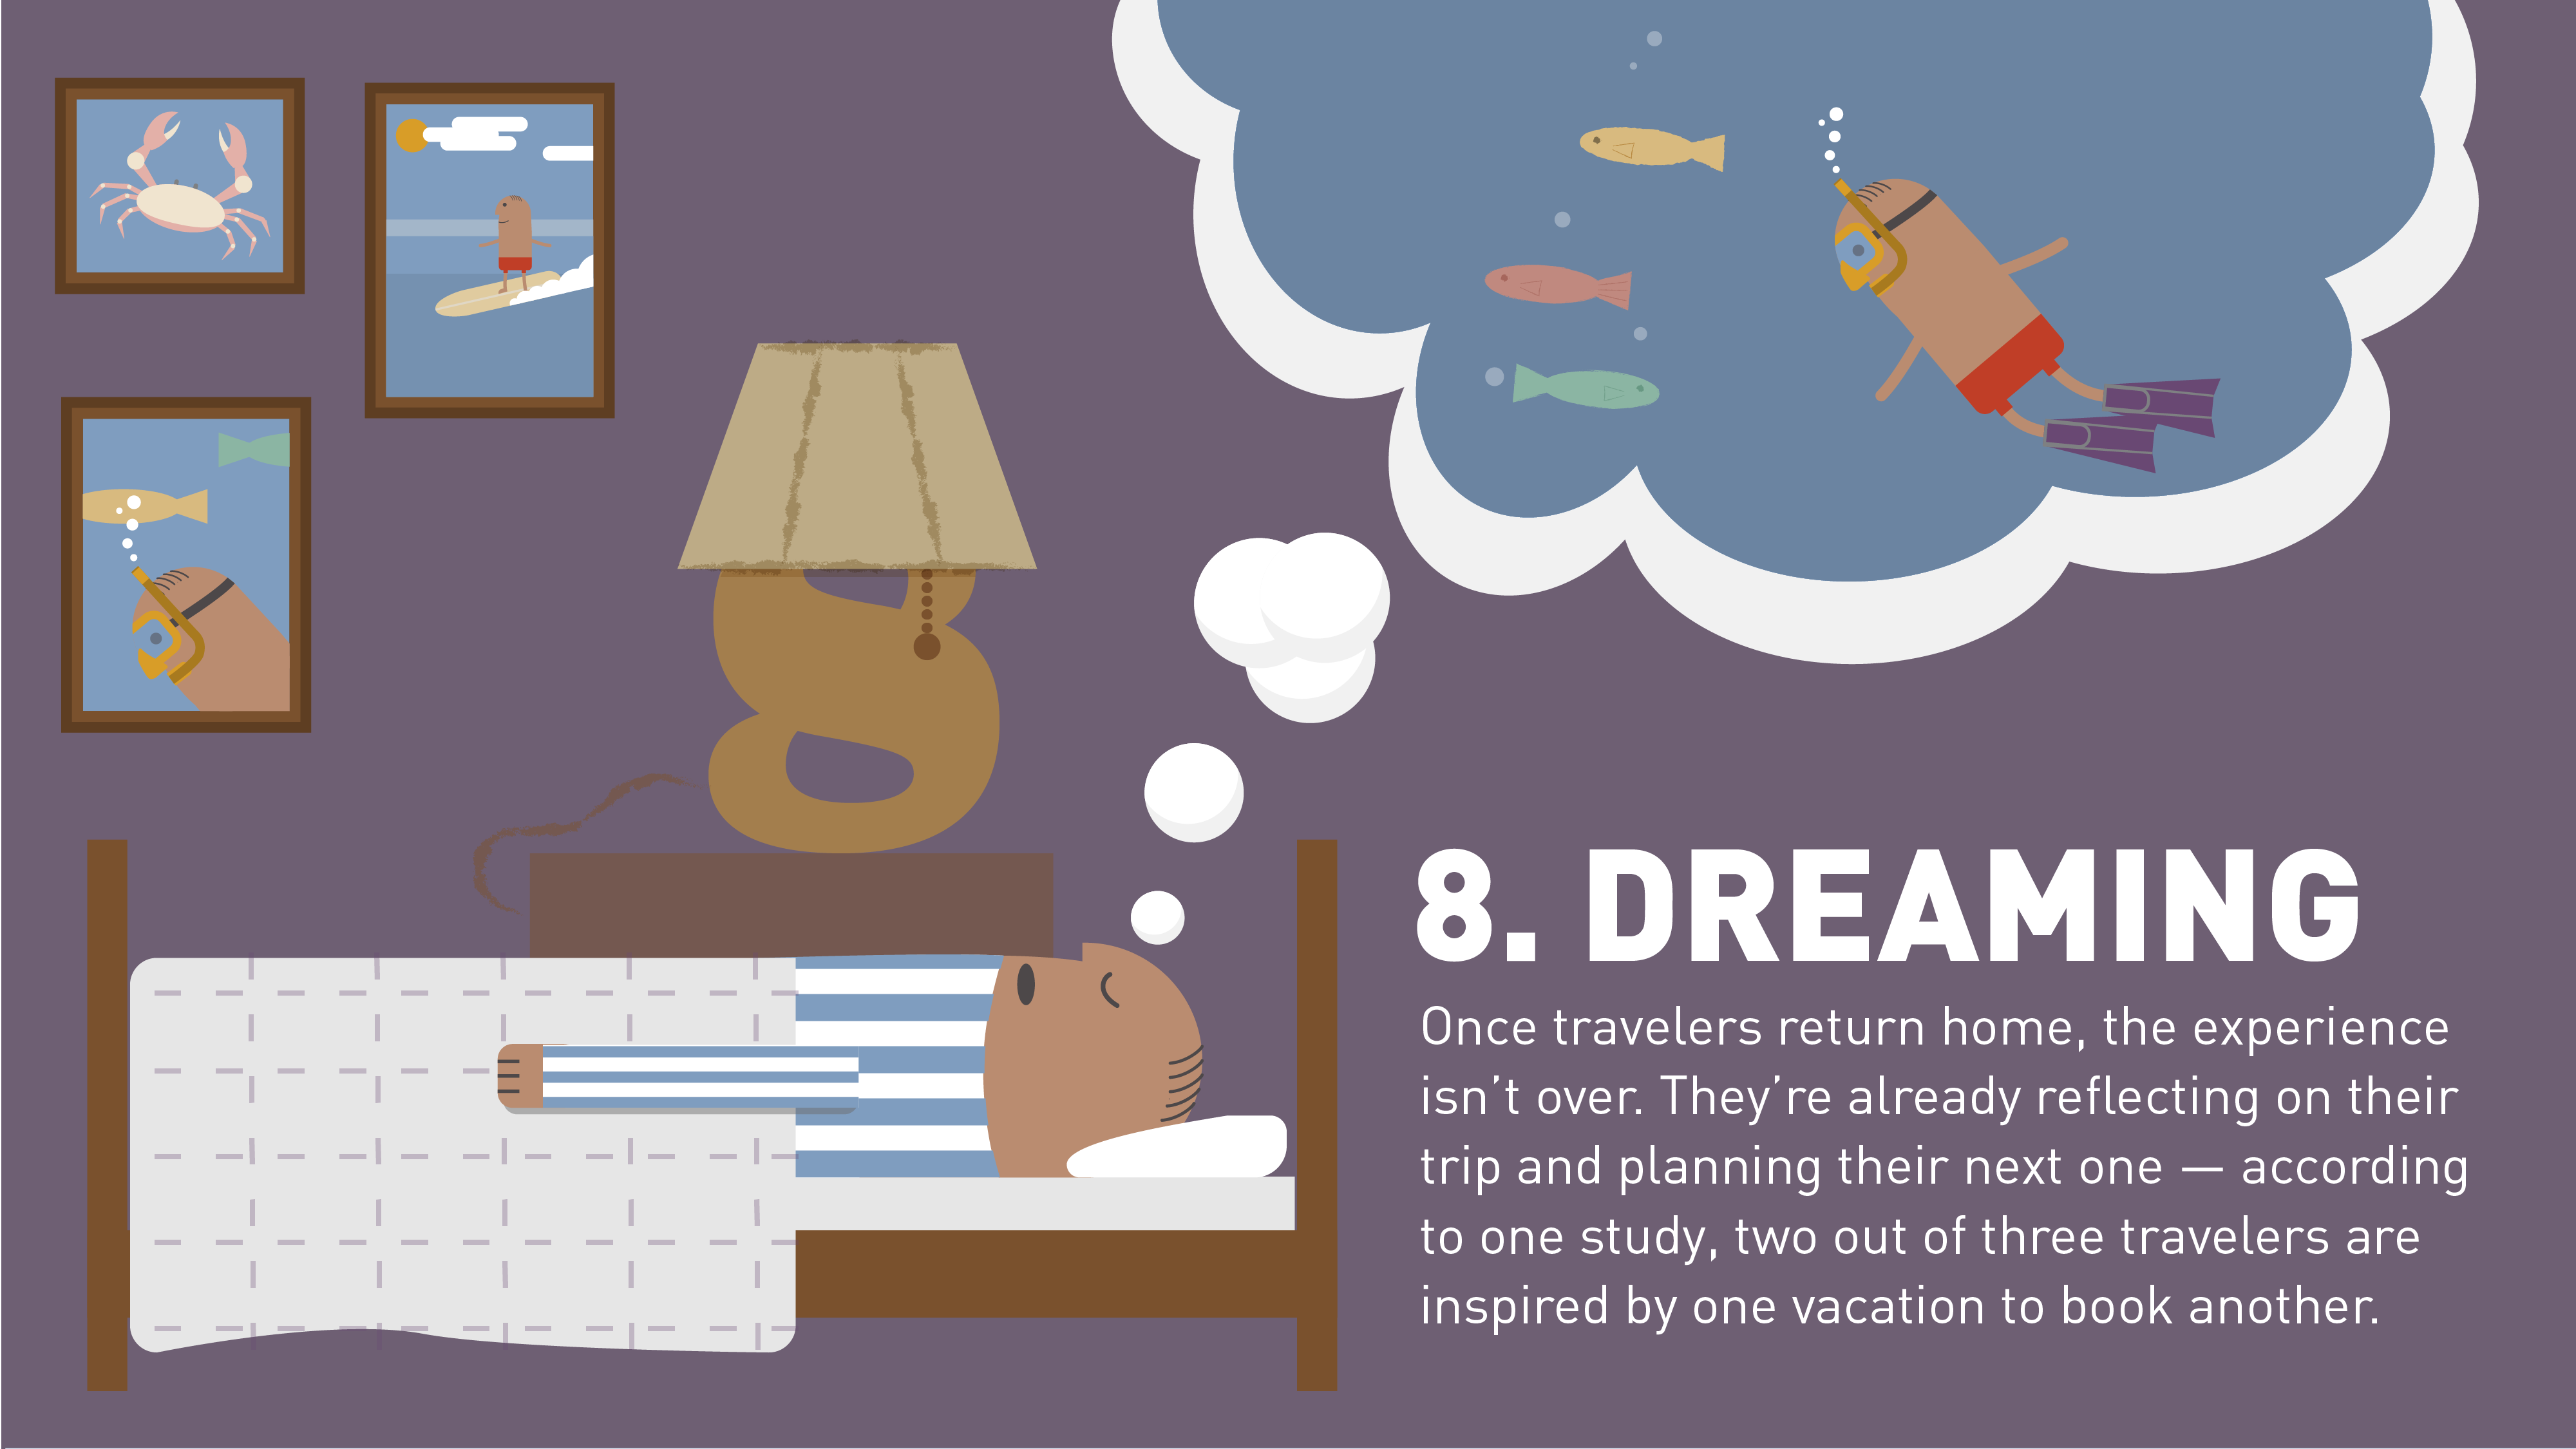 8
8. DREAMING
Once travelers return home, the experience
isn’t over. They’re already reflecting on their
trip and planning their next one — according
to one study, two out of three travelers are
inspired by one vacation to book another.